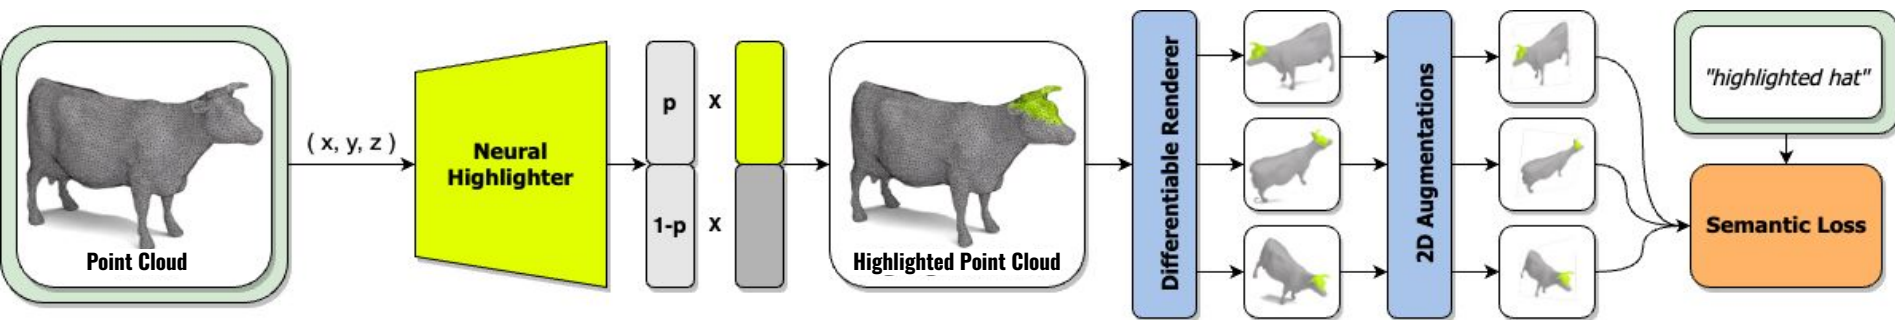 Point Cloud
( x, y, z )
Neural
Highlighter
p
x
1-p
x
Highlighted Point Cloud
Differentiable Renderer
2D Augmentations
"highlighted hat"
Semantic Loss